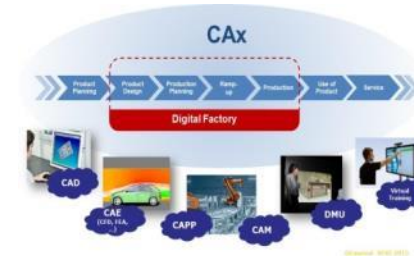 CAx
Product
Planning
Product
Design
Production
Planning
Ramp-
up
Production
Use of
Product
Service
Digital Factory
CAD
CAE
(CFD, FEA,
...)
CAPP
CAM
DMU
Virtual
Training